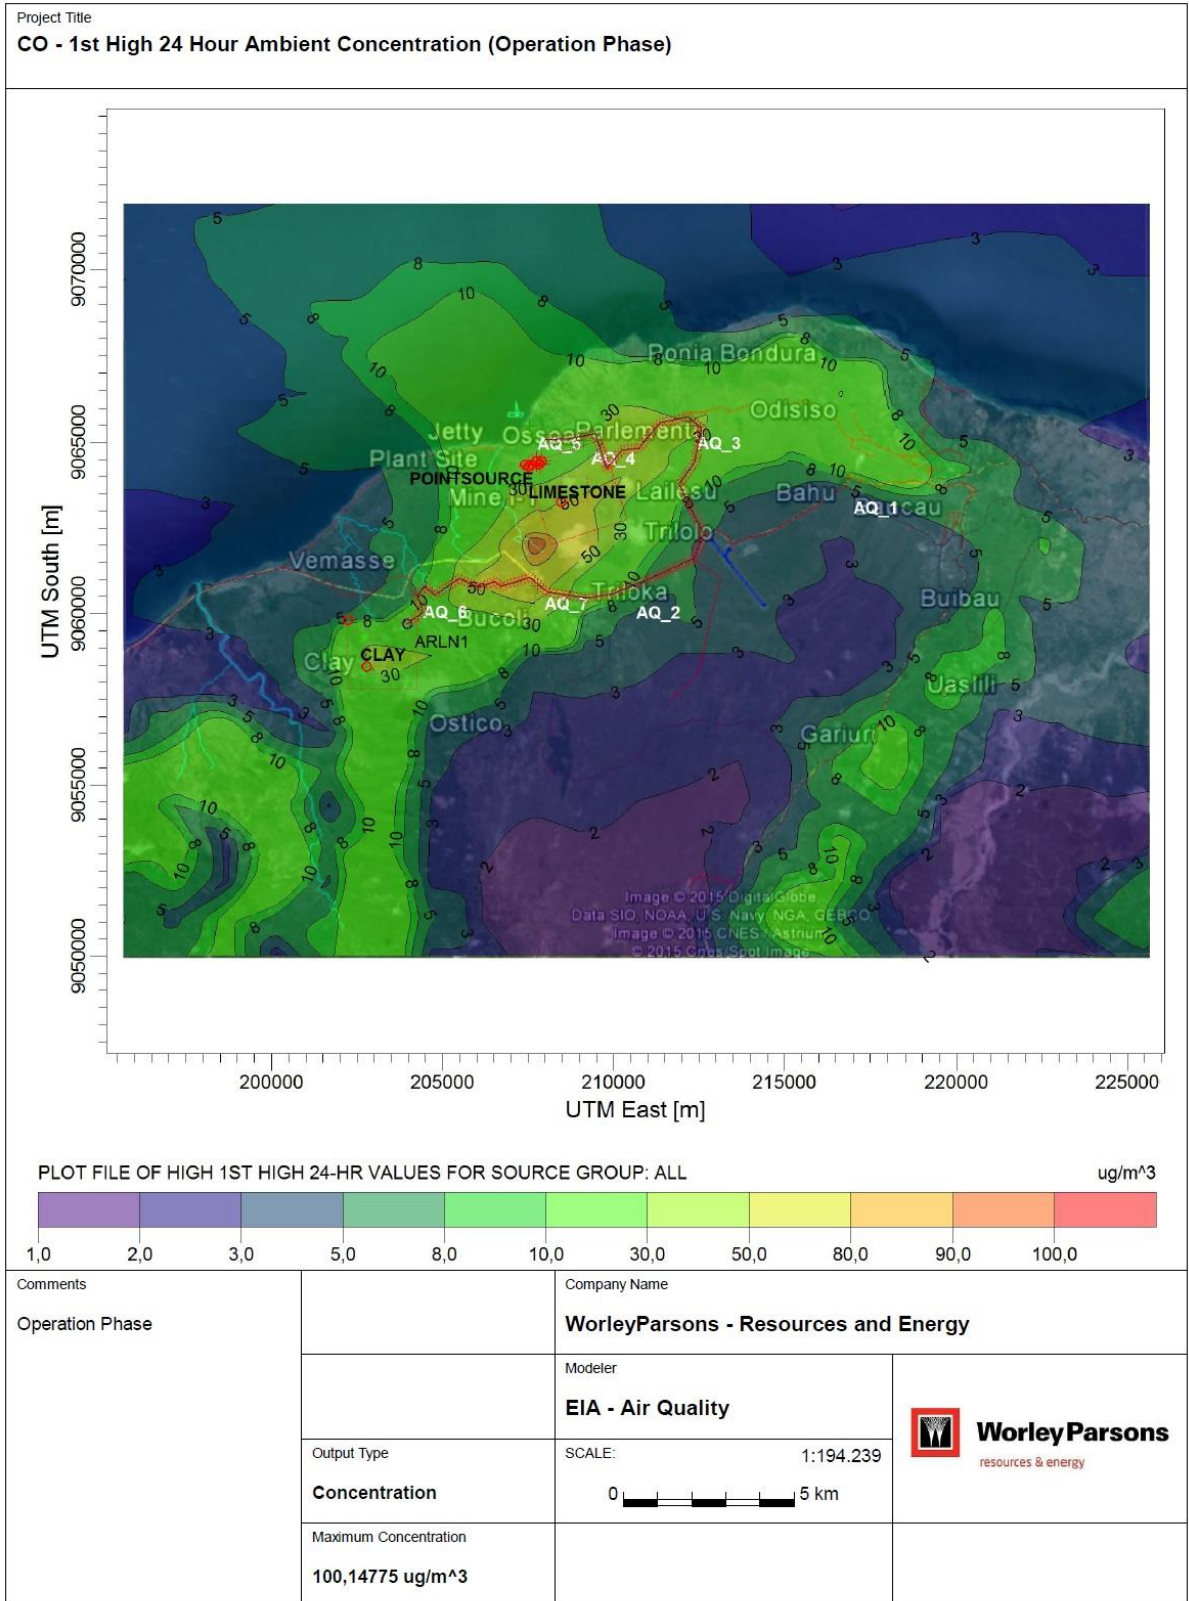 Project Title
CO - 1st High 24 Hour Ambient Concentration (Operation Phase)
UTM South [m]
9070000
9065000
9060000
9055000
9050000
Ponia Bondura
Odisiso
Jetty
Parlement
AQ_5
AQ_3
AQ_4
Plant Site
POINTSOURCE
LIMESTONE
Lailesu
Bahu
AQ_1
Trilolo
Vemasse
Triloka
Buibau
AQ_6
Bucoli
AQ_7
AQ_2
ARLN1
Clay
CLAY
Uaslili
Ostico
Gariuri
Image © 2015 DigitalGlobe
Data SIO, NOAA, U.S. Navy, NGA, GEBCO
Image © 2015 CNES / Astrium
© 2015 Cnes/Spot Image
200000 205000 210000 215000 220000 225000
UTM East [m]
PLOT FILE OF HIGH 1ST HIGH 24-HR VALUES FOR SOURCE GROUP: ALL ug/m^3
1,0 2,0 3,0 5,0 8,0 10,0 30,0 50,0 80,0 90,0 100,0
Comments
Operation Phase
Company Name
WorleyParsons - Resources and Energy
Modeler
EIA - Air Quality
Output Type
Concentration
SCALE: 1:194.239
0 5 km
Maximum Concentration
100,14775 ug/m^3
WorleyParsons
resources & energy